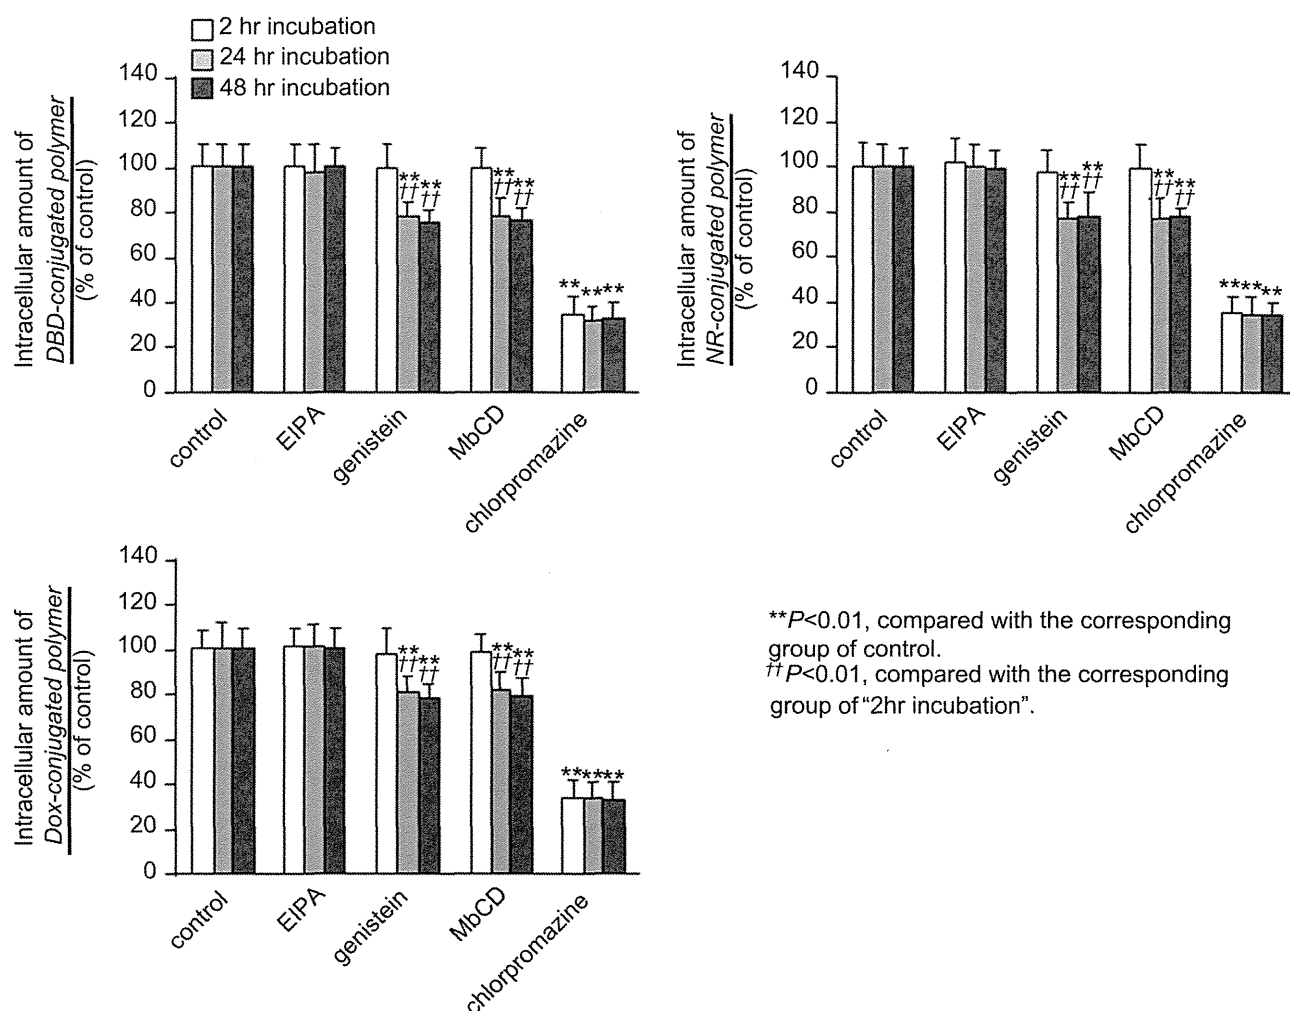 2 hr incubation
24 hr incubation
48 hr incubation
Intracellular amount of
DBD-conjugated polymer
(% of control)
140
120
100
80
60
40
20
0
** †† ** †† ** †† ** †† ** ** **
control
EIPA
genistein
MbCD
chlorpromazine
Intracellular amount of
NR-conjugated polymer
(% of control)
140
120
100
80
60
40
20
0
** †† ** †† ** †† ** †† ** ** **
control
EIPA
genistein
MbCD
chlorpromazine
Intracellular amount of
Dox-conjugated polymer
(% of control)
140
120
100
80
60
40
20
0
** †† ** †† ** †† ** †† ** ** **
control
EIPA
genistein
MbCD
chlorpromazine
**P<0.01, compared with the corresponding
group of control.
††P<0.01, compared with the corresponding
group of "2hr incubation".